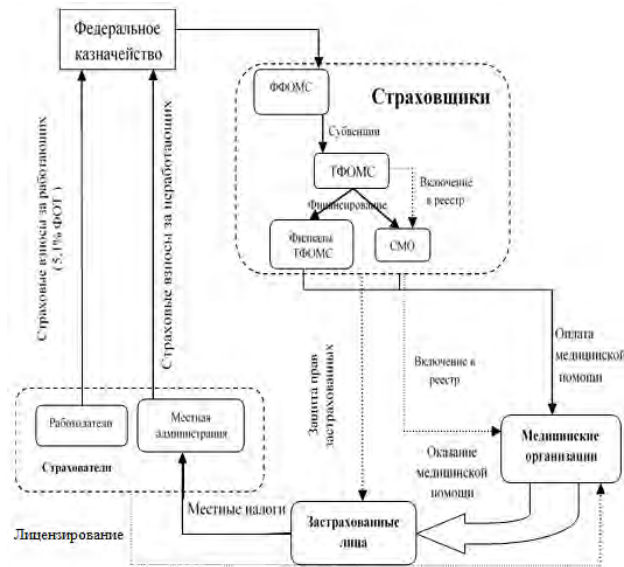 Федеральное
казначейство
ФФОМС
Страховщики
Субвенции
ТФОМС
Включение
в реестр
Финансирование
Филиалы
ТФОМС
СМО
Страховые взносы за работающих
(5,1% ФОТ )
Страховые взносы за неработающих
Защита прав
застрахованных
Включение в
реестр
Оплата
медицинской
помощи
Работодатели
Местная
администрация
Страхователи
Медицинские
организации
Оказание
медицинской
помощи
Местные налоги
Застрахованные
лица
Лицензирование